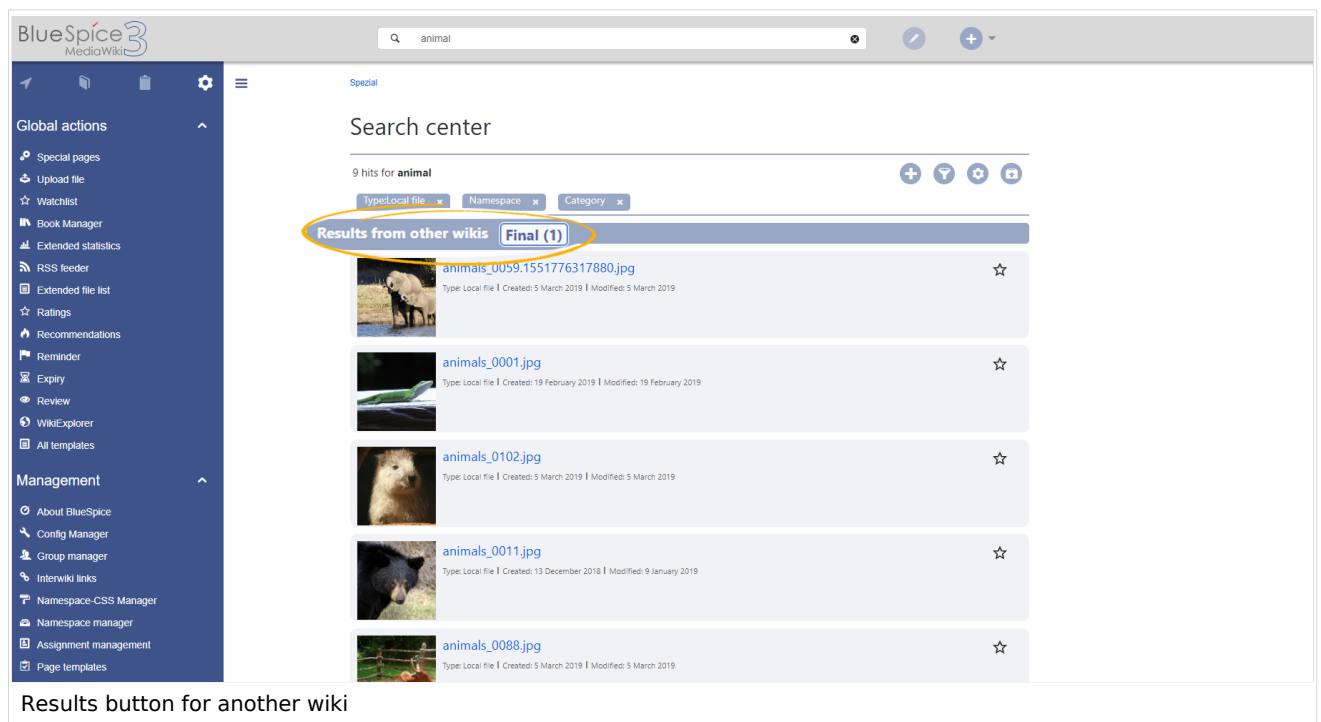 BlueSpice 3
MediaWiki
animal
Spezial
Global actions
Special pages
Upload file
Watchlist
Book Manager
Extended statistics
RSS feeder
Extended file list
Ratings
Recommendations
Reminder
Expiry
Review
WikiExplorer
All templates
Management
About BlueSpice
Config Manager
Group manager
Interwiki links
Namespace-CSS Manager
Namespace manager
Assignment management
Page templates
Search center
9 hits for animal
Type:Local file x Namespace x Category x
Results from other wikis Final (1)
animals_0059.1551776317880.jpg
Type: Local file | Created: 5 March 2019 | Modified: 5 March 2019
animals_0001.jpg
Type: Local file | Created: 19 February 2019 | Modified: 19 February 2019
animals_0102.jpg
Type: Local file | Created: 5 March 2019 | Modified: 5 March 2019
animals_0011.jpg
Type: Local file | Created: 13 December 2018 | Modified: 9 January 2019
animals_0088.jpg
Type: Local file | Created: 5 March 2019 | Modified: 5 March 2019
Results button for another wiki